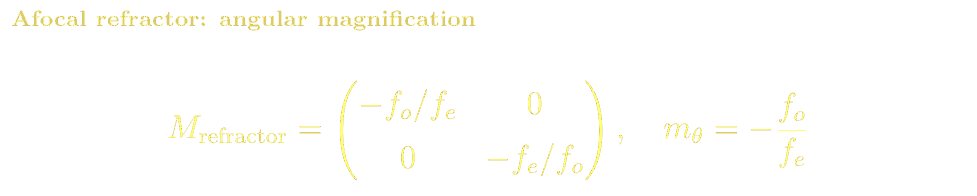 Afocal refractor: angular magnification
M_refractor = ( −f_o/f_e 0 ; 0 −f_e/f_o ) , m_θ = − f_o/f_e